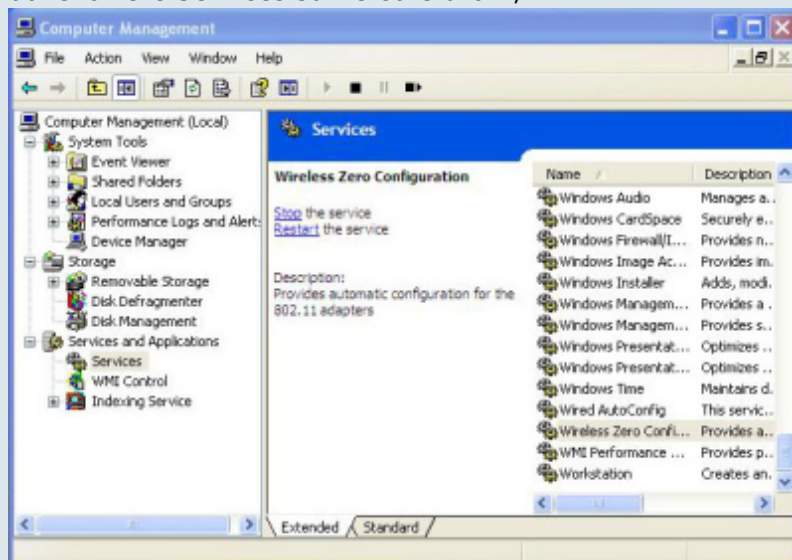 Computer Management
File Action View Window Help
Computer Management (Local)
System Tools
Event Viewer
Shared Folders
Local Users and Groups
Performance Logs and Alert:
Device Manager
Storage
Removable Storage
Disk Defragmenter
Disk Management
Services and Applications
Services
WMI Control
Indexing Service
Services
Wireless Zero Configuration
Stop the service
Restart the service
Description:
Provides automatic configuration for the
802.11 adapters
Name Description
Windows Audio Manages a..
Windows CardSpace Securely e...
Windows Firewall/I... Provides n...
Windows Image Ac... Provides im.
Windows Installer Adds, modi.
Windows Managem... Provides a .
Windows Managem... Provides s...
Windows Presentat... Optimizes ..
Windows Presentat... Optimizes ..
Windows Time Maintains d.
Wired AutoConfig This servic...
Wireless Zero Confi... Provides a...
WMI Performance ... Provides p...
Workstation Creates an.
Extended Standard